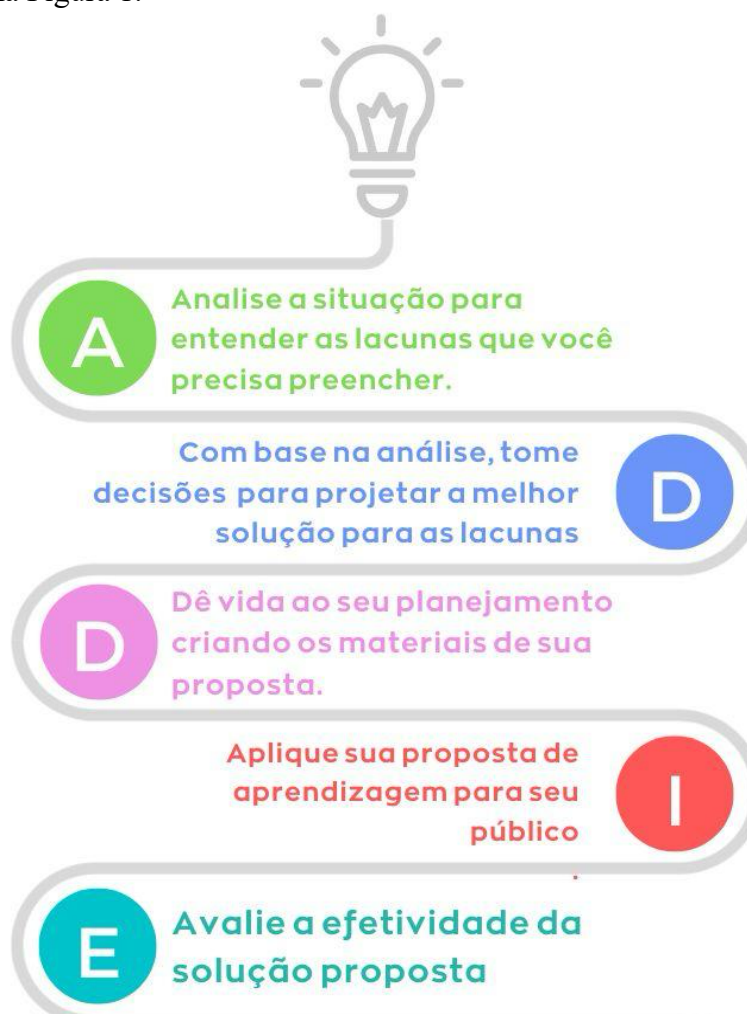 na Figura 1.
A
Analise a situação para
entender as lacunas que você
precisa preencher.
Com base na análise, tome
decisões para projetar a melhor
solução para as lacunas
D
D
Dê vida ao seu planejamento
criando os materiais de sua
proposta.
Aplique sua proposta de
aprendizagem para seu
público
.
I
E
Avalie a efetividade da
solução proposta